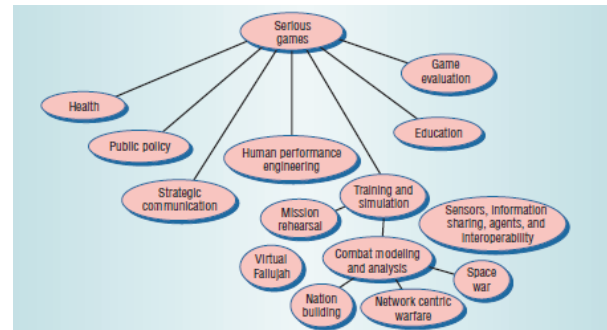 Serious
games
Game
evaluation
Health
Education
Public policy
Human performance
engineering
Strategic
communication
Training and
simulation
Mission
rehearsal
Sensors, information
sharing, agents, and
interoperability
Virtual
Fallujah
Combat modeling
and analysis
Space
war
Nation
building
Network centric
warfare